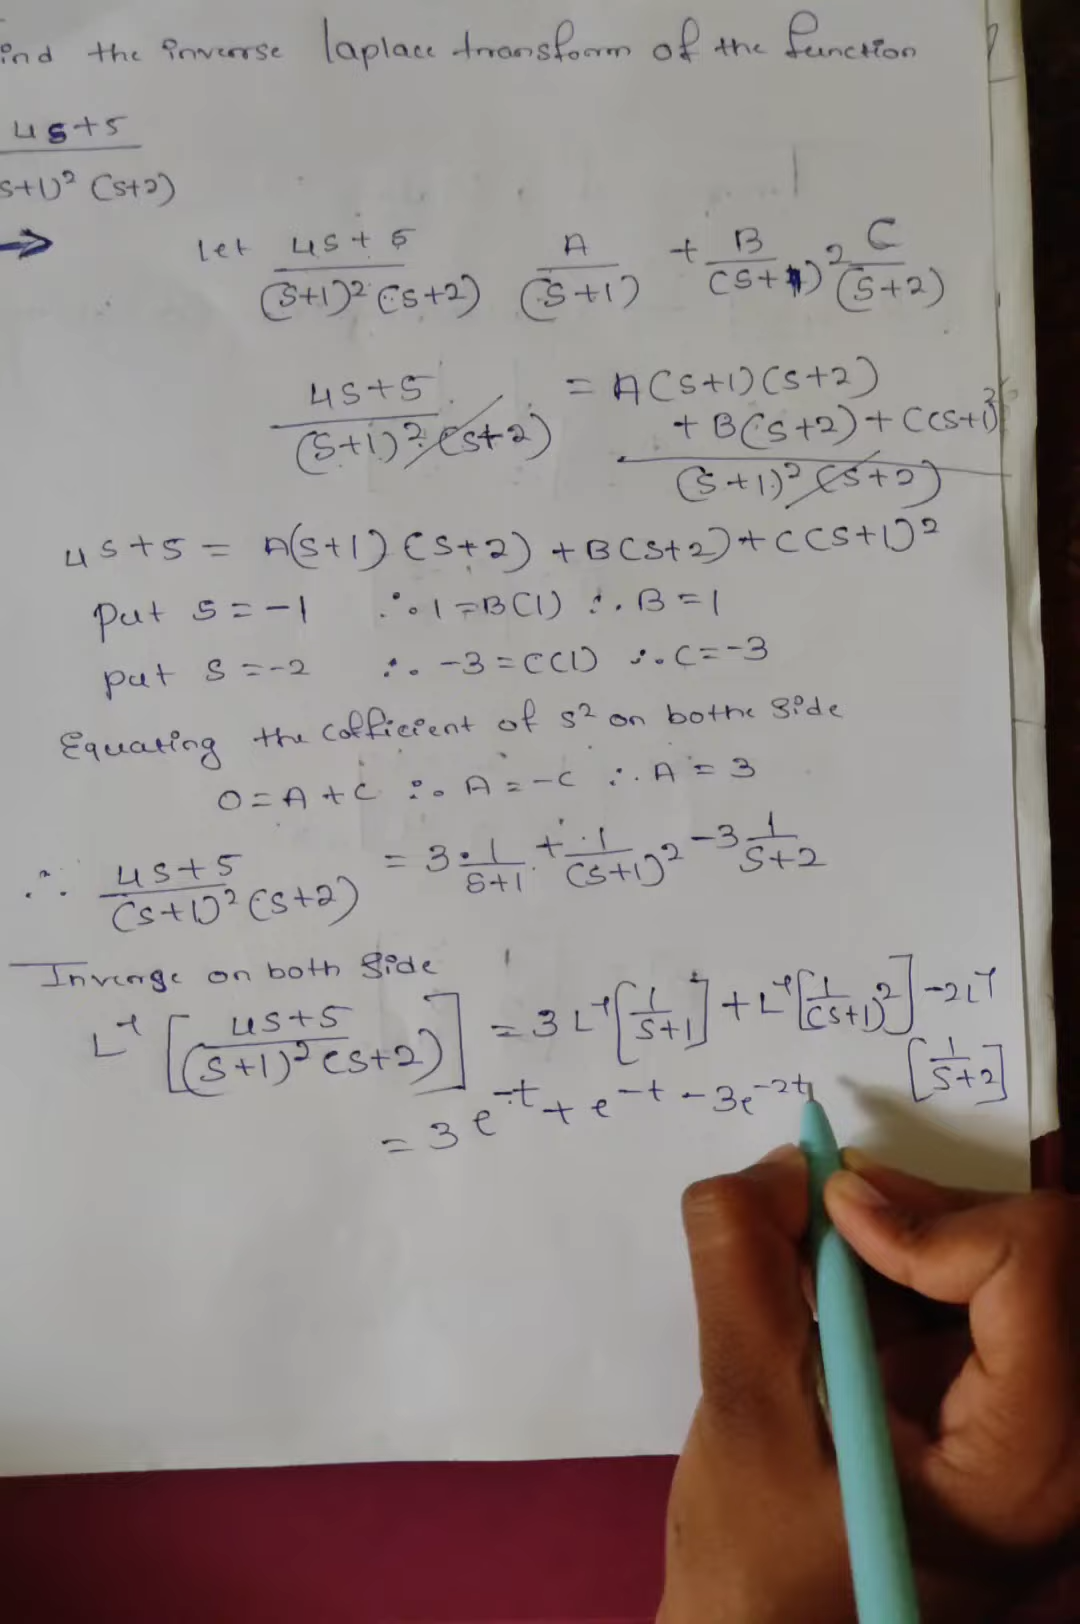 ind the inverse laplace transform of the function
4s+5
s+1)² (s+2)
→ let 4s+5 / (s+1)² (s+2) A / (s+1) + B / (s+1)² C / (s+2)
4s+5 / (s+1)² (s+2) = A(s+1)(s+2) + B(s+2) + C(s+1)² / (s+1)² (s+2)
4s+5 = A(s+1) (s+2) + B(s+2) + C(s+1)²
Put s = -1 ∴ 1 = B(1) ∴ B = 1
put s = -2 ∴ -3 = C(1) ∴ C = -3
Equating the cofficient of s² on bothe side
0 = A + C ∴ A = -C ∴ A = 3
∴ 4s+5 / (s+1)² (s+2) = 3·1 / s+1 + 1 / (s+1)² -3 1 / s+2
Inverge on both side
L⁻¹ [4s+5 / (s+1)² (s+2)] = 3 L⁻¹ [1 / s+1] + L⁻¹ [1 / (s+1)²] - 2L⁻¹
[1 / s+2]
= 3 e^-t + e^-t - 3e^-2t